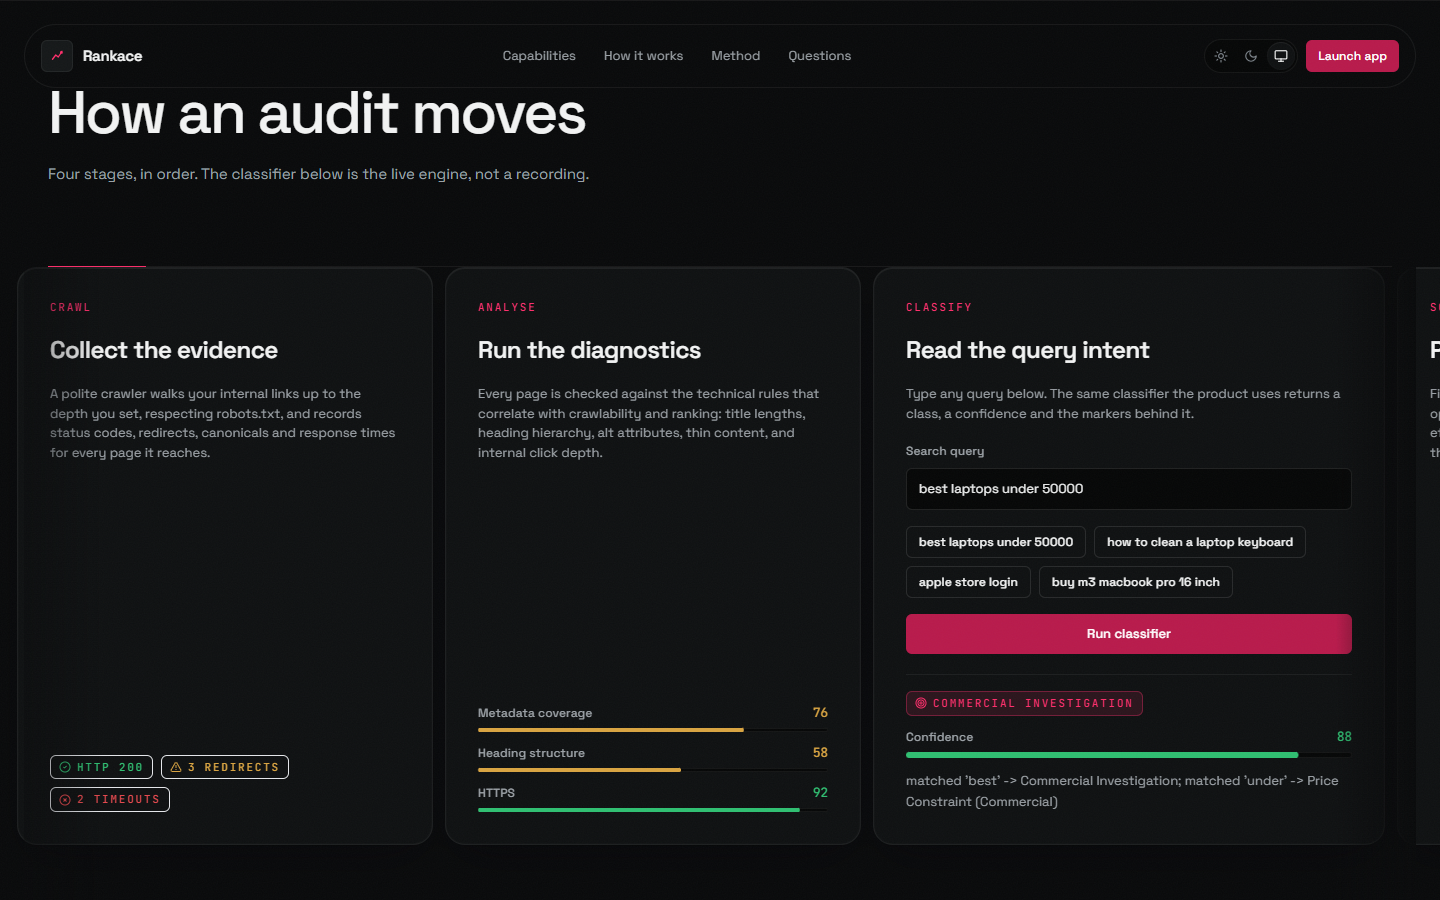 Rankace
Capabilities
How it works
Method
Questions
Launch app
How an audit moves
Four stages, in order. The classifier below is the live engine, not a recording.
CRAWL
Collect the evidence
A polite crawler walks your internal links up to the
depth you set, respecting robots.txt, and records
status codes, redirects, canonicals and response times
for every page it reaches.
HTTP 200
3 REDIRECTS
2 TIMEOUTS
ANALYSE
Run the diagnostics
Every page is checked against the technical rules that
correlate with crawlability and ranking: title lengths,
heading hierarchy, alt attributes, thin content, and
internal click depth.
Metadata coverage 76
Heading structure 58
HTTPS 92
CLASSIFY
Read the query intent
Type any query below. The same classifier the product uses returns a
class, a confidence and the markers behind it.
Search query
best laptops under 50000
best laptops under 50000
how to clean a laptop keyboard
apple store login
buy m3 macbook pro 16 inch
Run classifier
COMMERCIAL INVESTIGATION
Confidence 88
matched 'best' -> Commercial Investigation; matched 'under' -> Price
Constraint (Commercial)